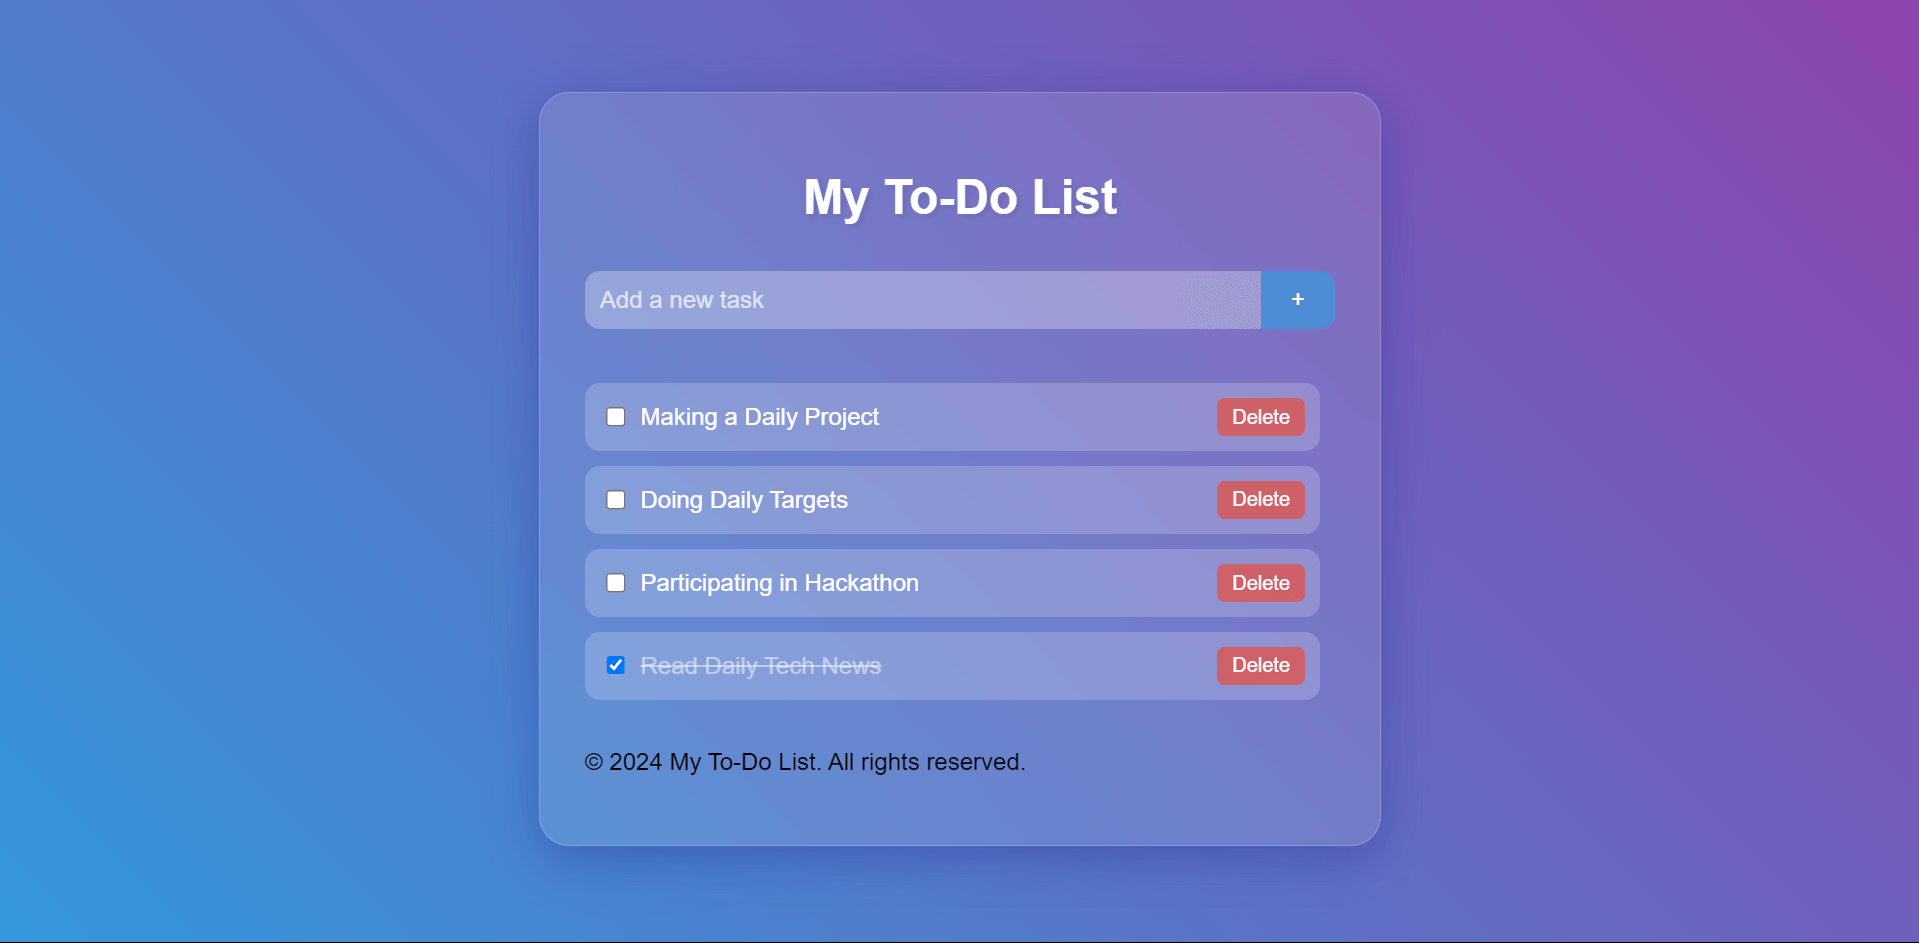 My To-Do List
Add a new task
+
Making a Daily Project
Delete
Doing Daily Targets
Delete
Participating in Hackathon
Delete
Read Daily Tech News
Delete
© 2024 My To-Do List. All rights reserved.